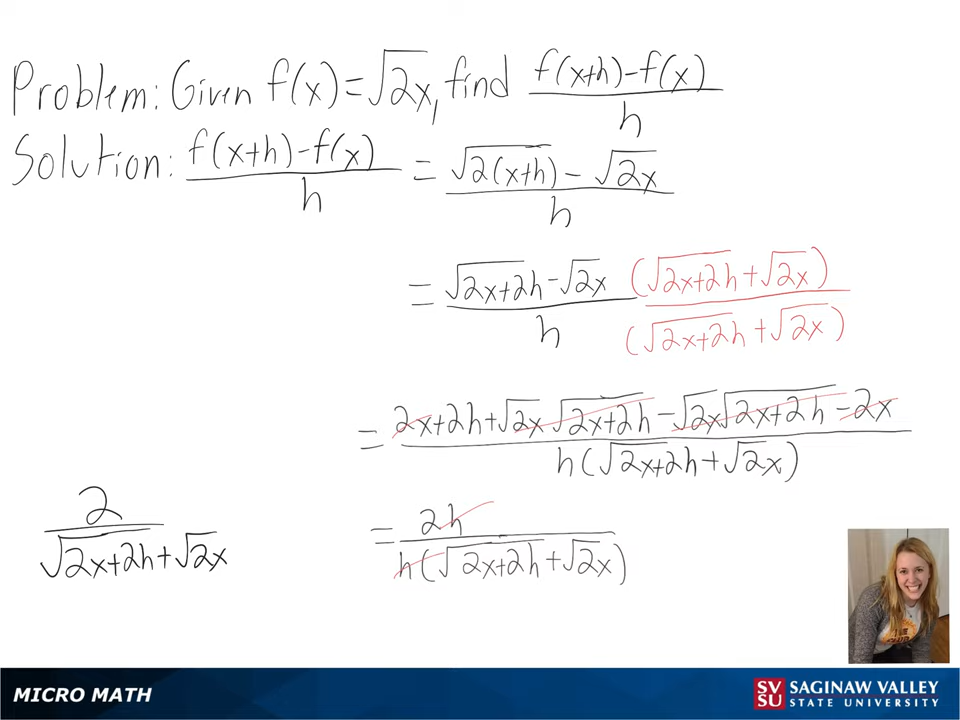 Problem: Given f(x)=√2x, find (f(x+h)-f(x))/h
Solution: (f(x+h)-f(x))/h = (√2(x+h) - √2x)/h
= (√2x+2h - √2x)/h (√2x+2h + √2x)/(√2x+2h + √2x)
= (2x+2h+√2x √2x+2h - √2x√2x+2h - 2x)/(h(√2x+2h+√2x))
= 2h/(h(√2x+2h+√2x))
2/(√2x+2h+√2x)
MICRO MATH
SV SU SAGINAW VALLEY
STATE UNIVERSITY